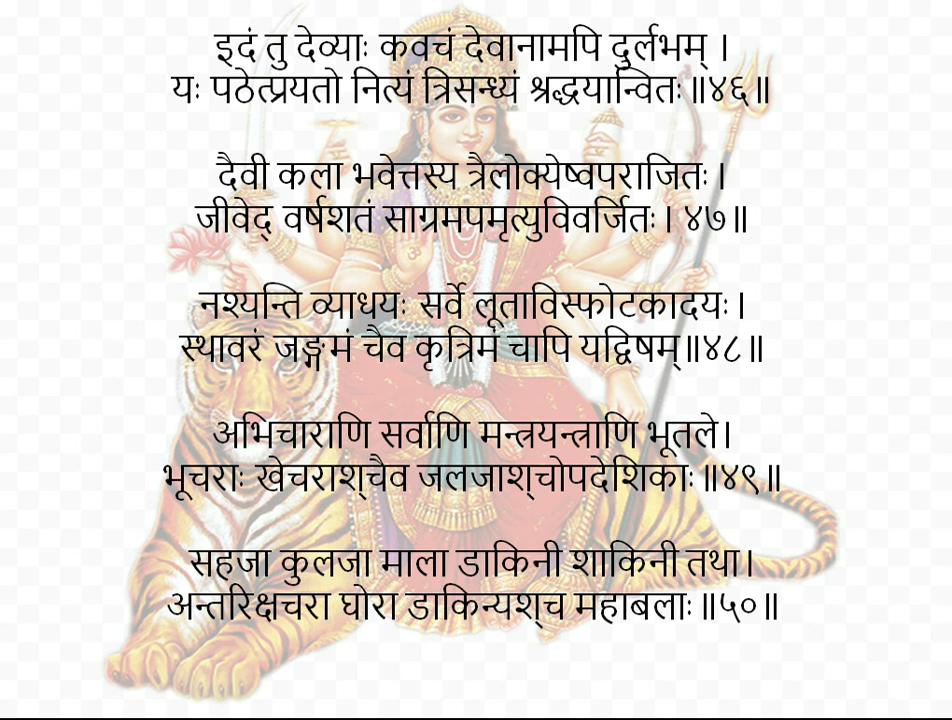 इदं तु देव्याः कवचं देवानामपि दुर्लभम् ।
यः पठेत्प्रयतो नित्यं त्रिसन्ध्यं श्रद्धयान्वितः॥४६॥
दैवी कला भवेत्तस्य त्रैलोक्येष्वपराजितः।
जीवेद् वर्षशतं साग्रमपमृत्युविवर्जितः। ४७॥
नश्यन्ति व्याधयः सर्वे लूताविस्फोटकादयः।
स्थावरं जङ्गमं चैव कृत्रिमं चापि यद्विषम्॥४८॥
अभिचाराणि सर्वाणि मन्त्रयन्त्राणि भूतले।
भूचराः खेचराश्‍चैव जलजाश्‍चोपदेशिकाः॥४९॥
सहजा कुलजा माला डाकिनी शाकिनी तथा।
अन्तरिक्षचरा घोरा डाकिन्यश्‍च महाबलाः॥५०॥